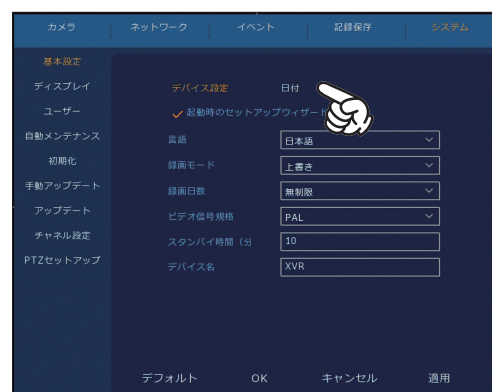 カメラ ネットワーク イベント 記録保存 システム
基本設定
ディスプレイ
ユーザー
自動メンテナンス
初期化
手動アップデート
アップデート
チャネル設定
PTZセットアップ
デバイス設定 日付
起動時のセットアップウィザード
言語 日本語
録画モード 上書き
録画日数 無制限
ビデオ信号規格 PAL
スタンバイ時間（分 10
デバイス名 XVR
デフォルト OK キャンセル 適用